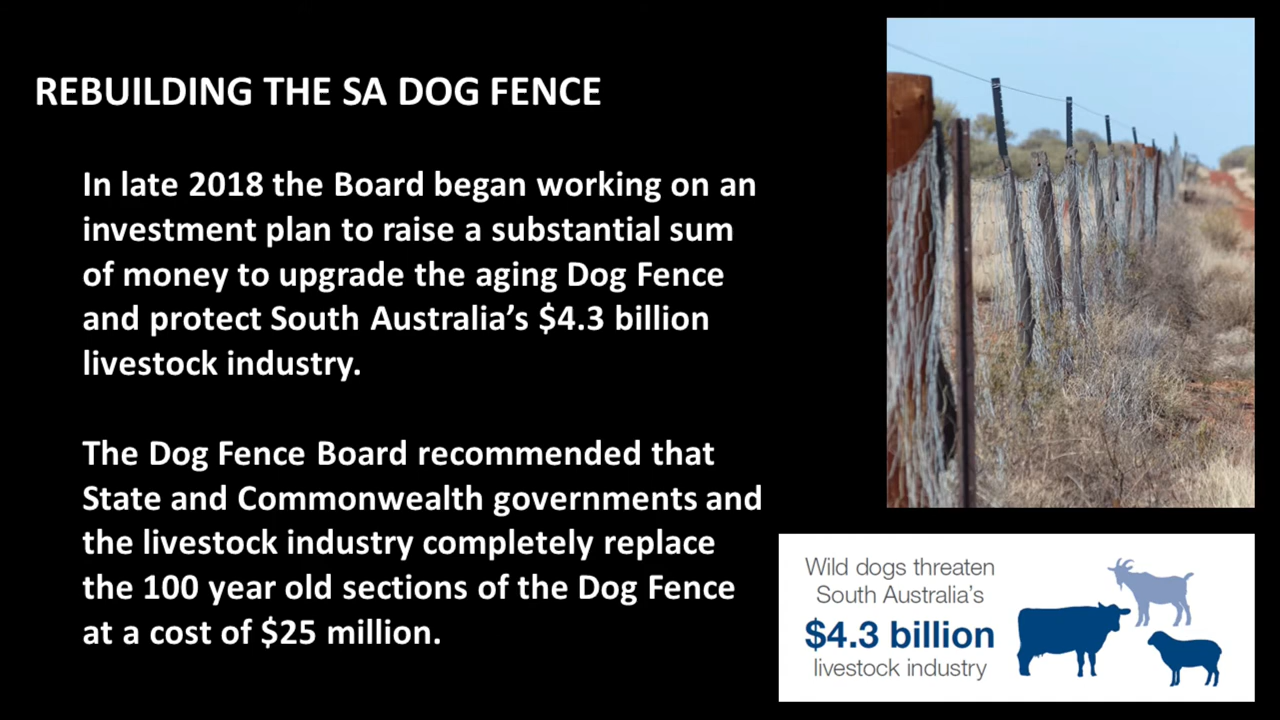 REBUILDING THE SA DOG FENCE
In late 2018 the Board began working on an
investment plan to raise a substantial sum
of money to upgrade the aging Dog Fence
and protect South Australia’s $4.3 billion
livestock industry.
The Dog Fence Board recommended that
State and Commonwealth governments and
the livestock industry completely replace
the 100 year old sections of the Dog Fence
at a cost of $25 million.
Wild dogs threaten
South Australia’s
$4.3 billion
livestock industry